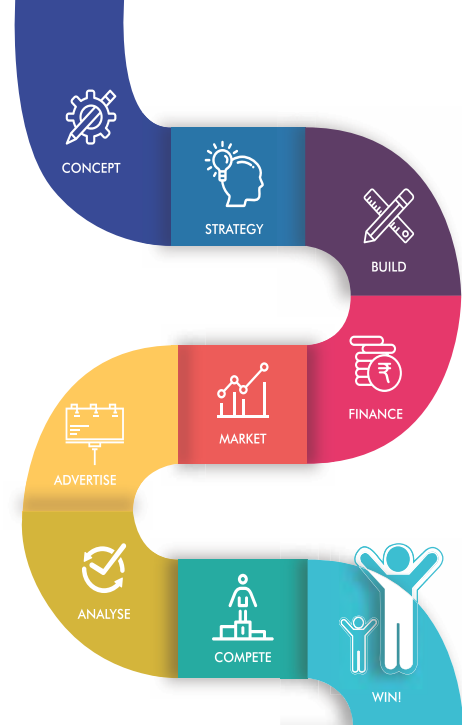 CONCEPT
STRATEGY
BUILD
₹
FINANCE
MARKET
ADVERTISE
ANALYSE
COMPETE
WIN!